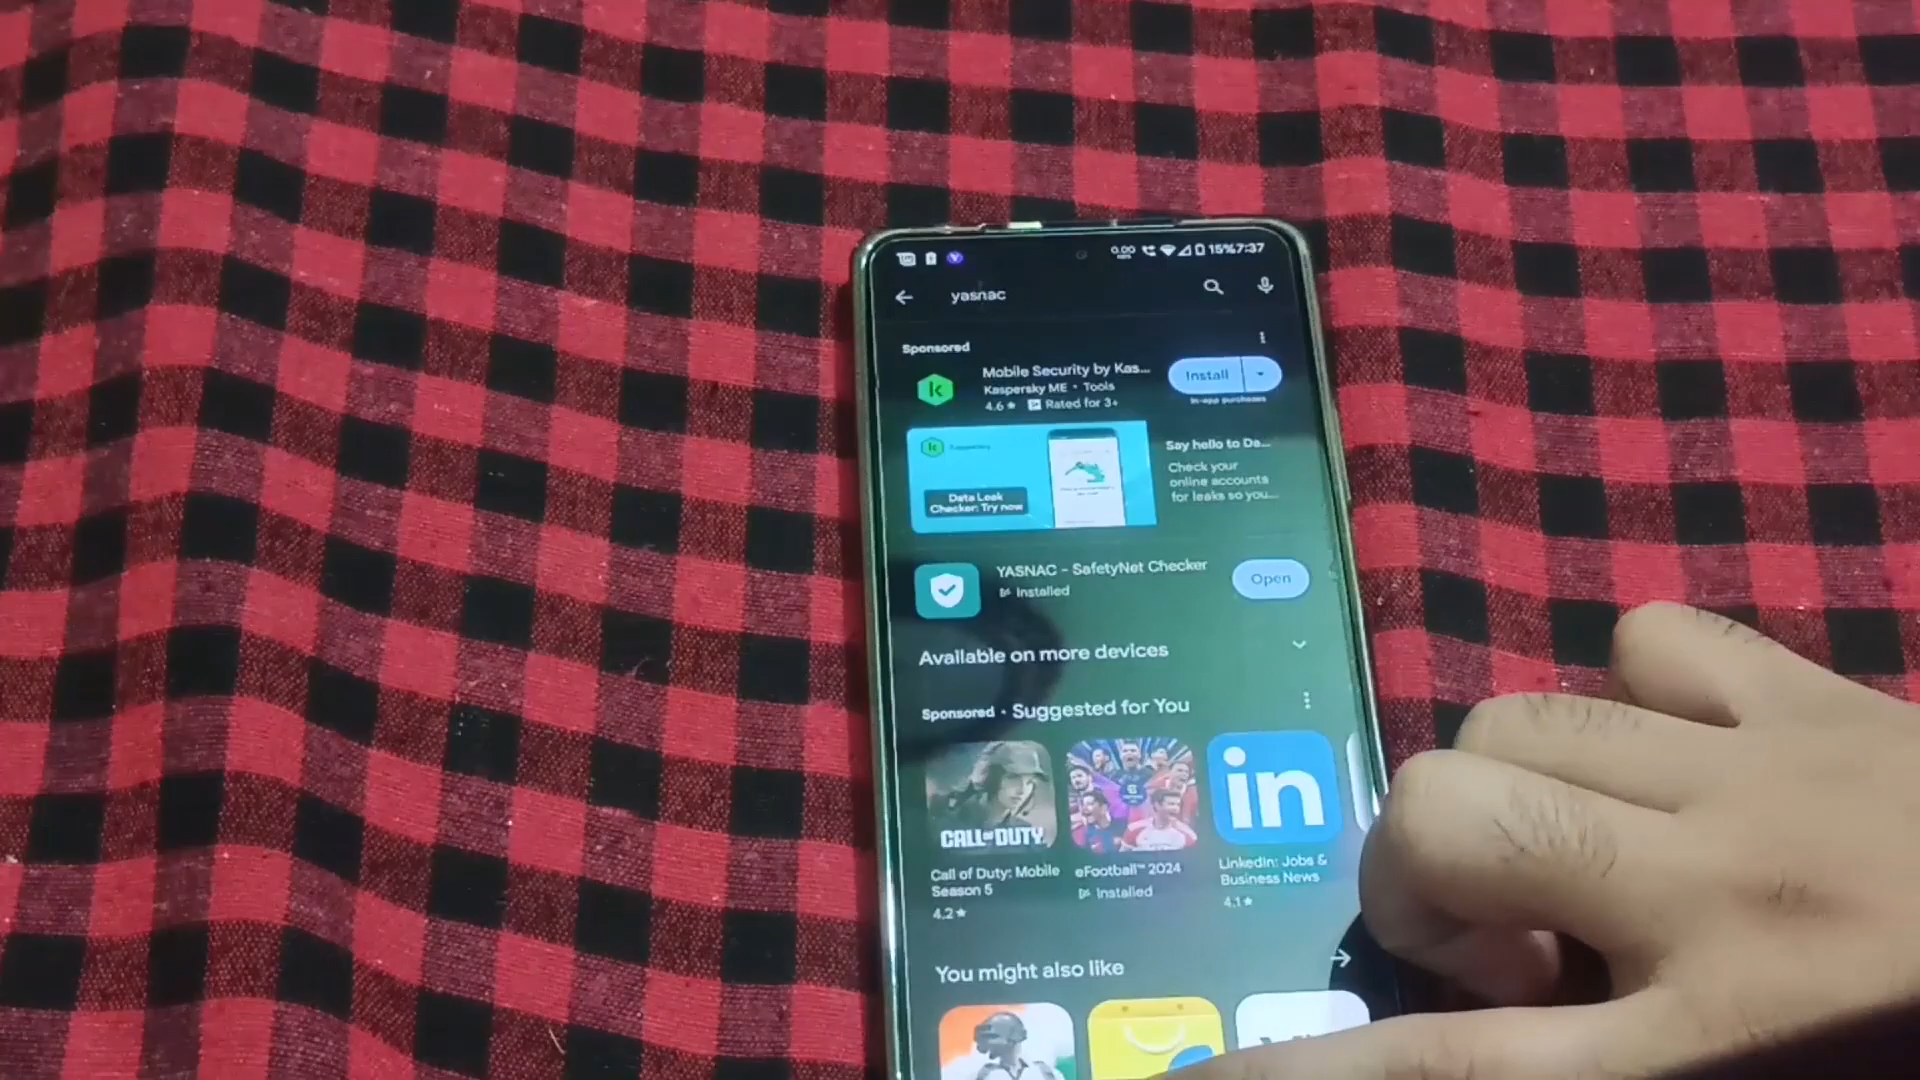 0.00 15% 7:37
yasnac
Sponsored
Mobile Security by Kas...
Kaspersky ME • Tools
4.6★ Rated for 3+
Install
In-app purchases
Data Leak
Checker: Try now
Say hello to Da...
Check your
online accounts
for leaks so you...
YASNAC - SafetyNet Checker
Installed
Open
Available on more devices
Sponsored • Suggested for You
CALL OF DUTY
in
Call of Duty: Mobile
Season 5
4.2★
eFootball™ 2024
Installed
LinkedIn: Jobs &
Business News
4.1★
You might also like